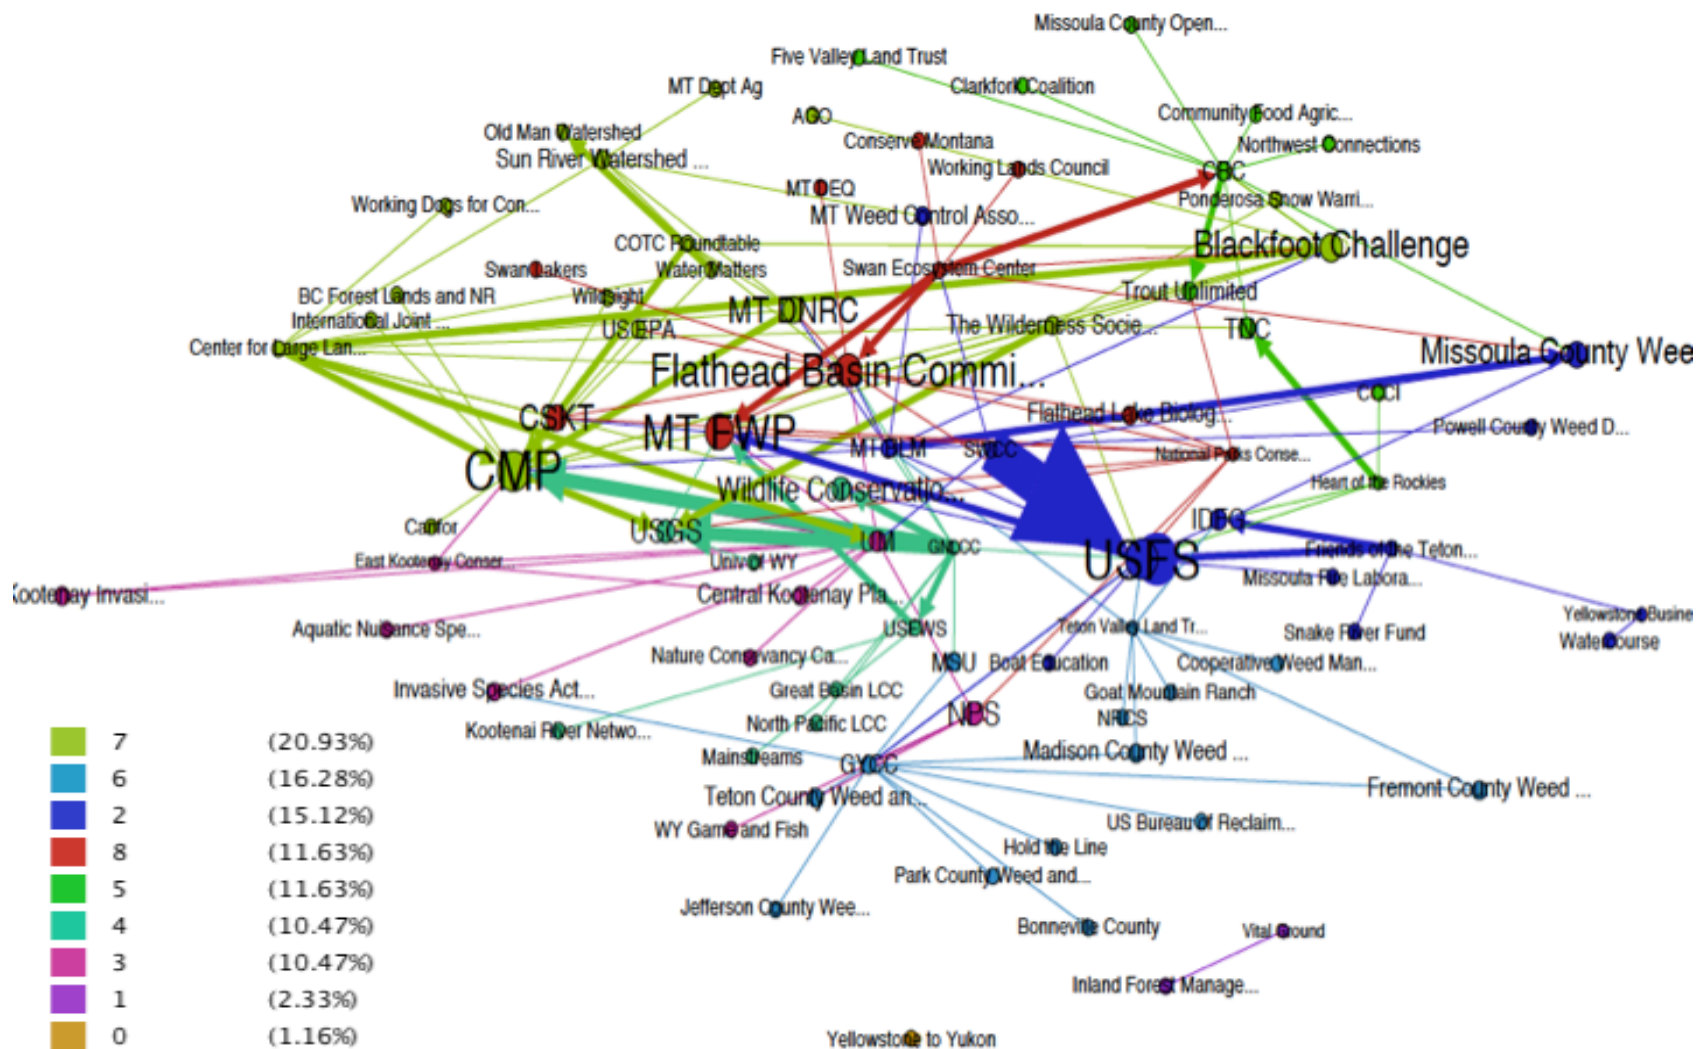 Missoula County Open...
Five Valley Land Trust
MT Dept Ag
Clarkfork Coalition
AGO
Community Food Agric...
Old Man Watershed
Conserve Montana
Northwest Connections
Sun River Watershed ...
Working Lands Council
CBC
MT DEQ
Ponderosa Snow Warri...
Working Dogs for Con...
MT Weed Control Asso...
COTC Roundtable
Blackfoot Challenge
Swan Lakers
Water Matters
Swan Ecosystem Center
BC Forest Lands and NR
Wildsight
Trout Unlimited
MT DNRC
International Joint ...
US EPA
The Wilderness Socie...
TNC
Center for Large Lan...
Missoula County Wee
Flathead Basin Commi...
CCCI
CSKT
Flathead Lake Biolog...
MT FWP
Powell County Weed D...
MT BLM
SWCC
National Parks Conse...
CMP
Heart of the Rockies
Wildlife Conservatio...
Canfor
USGS
IDFG
UM
GNLCC
Friends of the Teton...
East Kootenay Conser...
Univ of WY
USFS
Missoula Fire Labora...
Kootenay Invasi...
Central Kootenay Pla...
Yellowstone Busine
Aquatic Nuisance Spe...
USFWS
Teton Valley Land Tr...
Snake River Fund
Watercourse
Nature Consevancy Ca...
MSU
Boat Education
Cooperative Weed Man...
Invasive Species Act...
Great Basin LCC
Goat Mountain Ranch
NPS
NRCS
Kootenai River Netwo...
North Pacific LCC
Mainstreams
GYCC
Madison County Weed ...
Teton County Weed an...
Fremont County Weed ...
WY Game and Fish
US Bureau of Reclaim...
Hold the Line
Park County Weed and...
Jefferson County Wee...
Bonneville County
Vital Ground
Inland Forest Manage...
Yellowstone to Yukon
7 (20.93%)
6 (16.28%)
2 (15.12%)
8 (11.63%)
5 (11.63%)
4 (10.47%)
3 (10.47%)
1 (2.33%)
0 (1.16%)